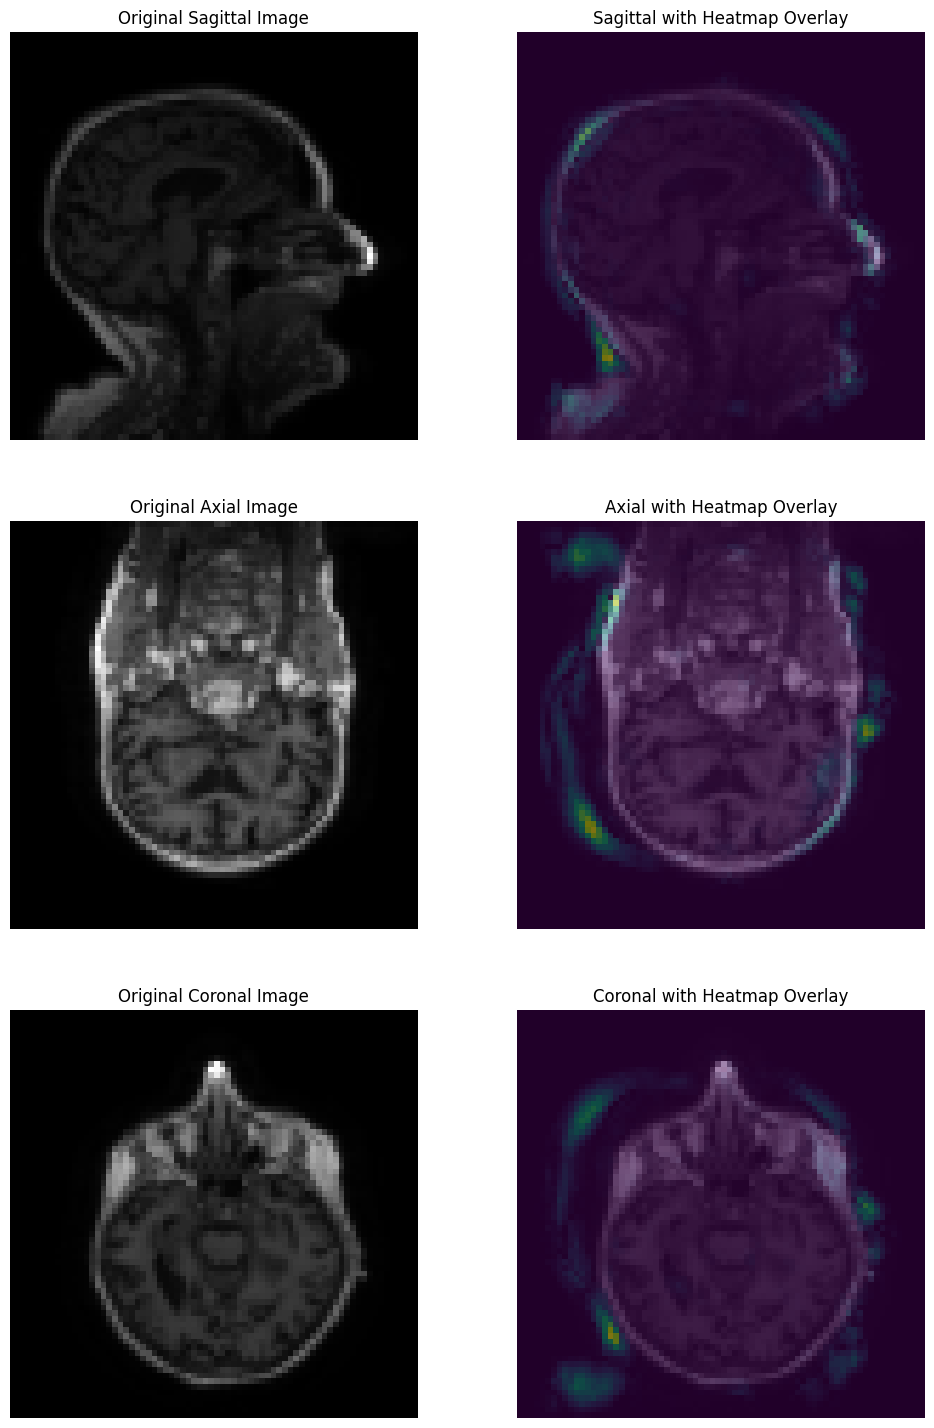 Original Sagittal Image
Sagittal with Heatmap Overlay
Original Axial Image
Axial with Heatmap Overlay
Original Coronal Image
Coronal with Heatmap Overlay